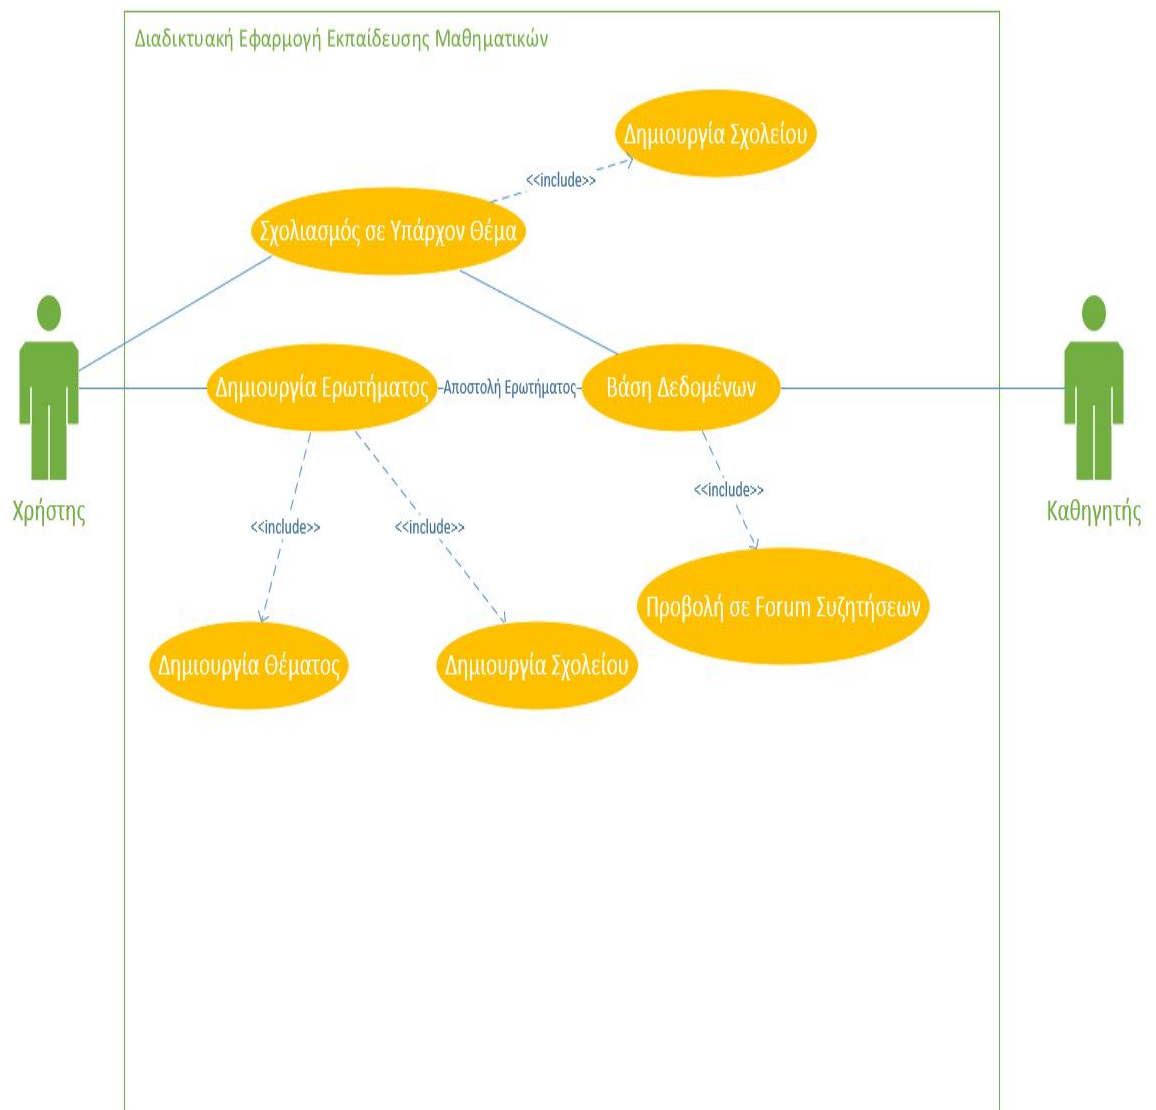 Διαδικτυακή Εφαρμογή Εκπαίδευσης Μαθηματικών
Δημιουργία Σχολείου
<<include>>
Σχολιασμός σε Υπάρχον Θέμα
Δημιουργία Ερωτήματος
Αποστολή Ερωτήματος
Βάση Δεδομένων
Χρήστης
Καθηγητής
<<include>>
<<include>>
<<include>>
Προβολή σε Forum Συζητήσεων
Δημιουργία Θέματος
Δημιουργία Σχολείου